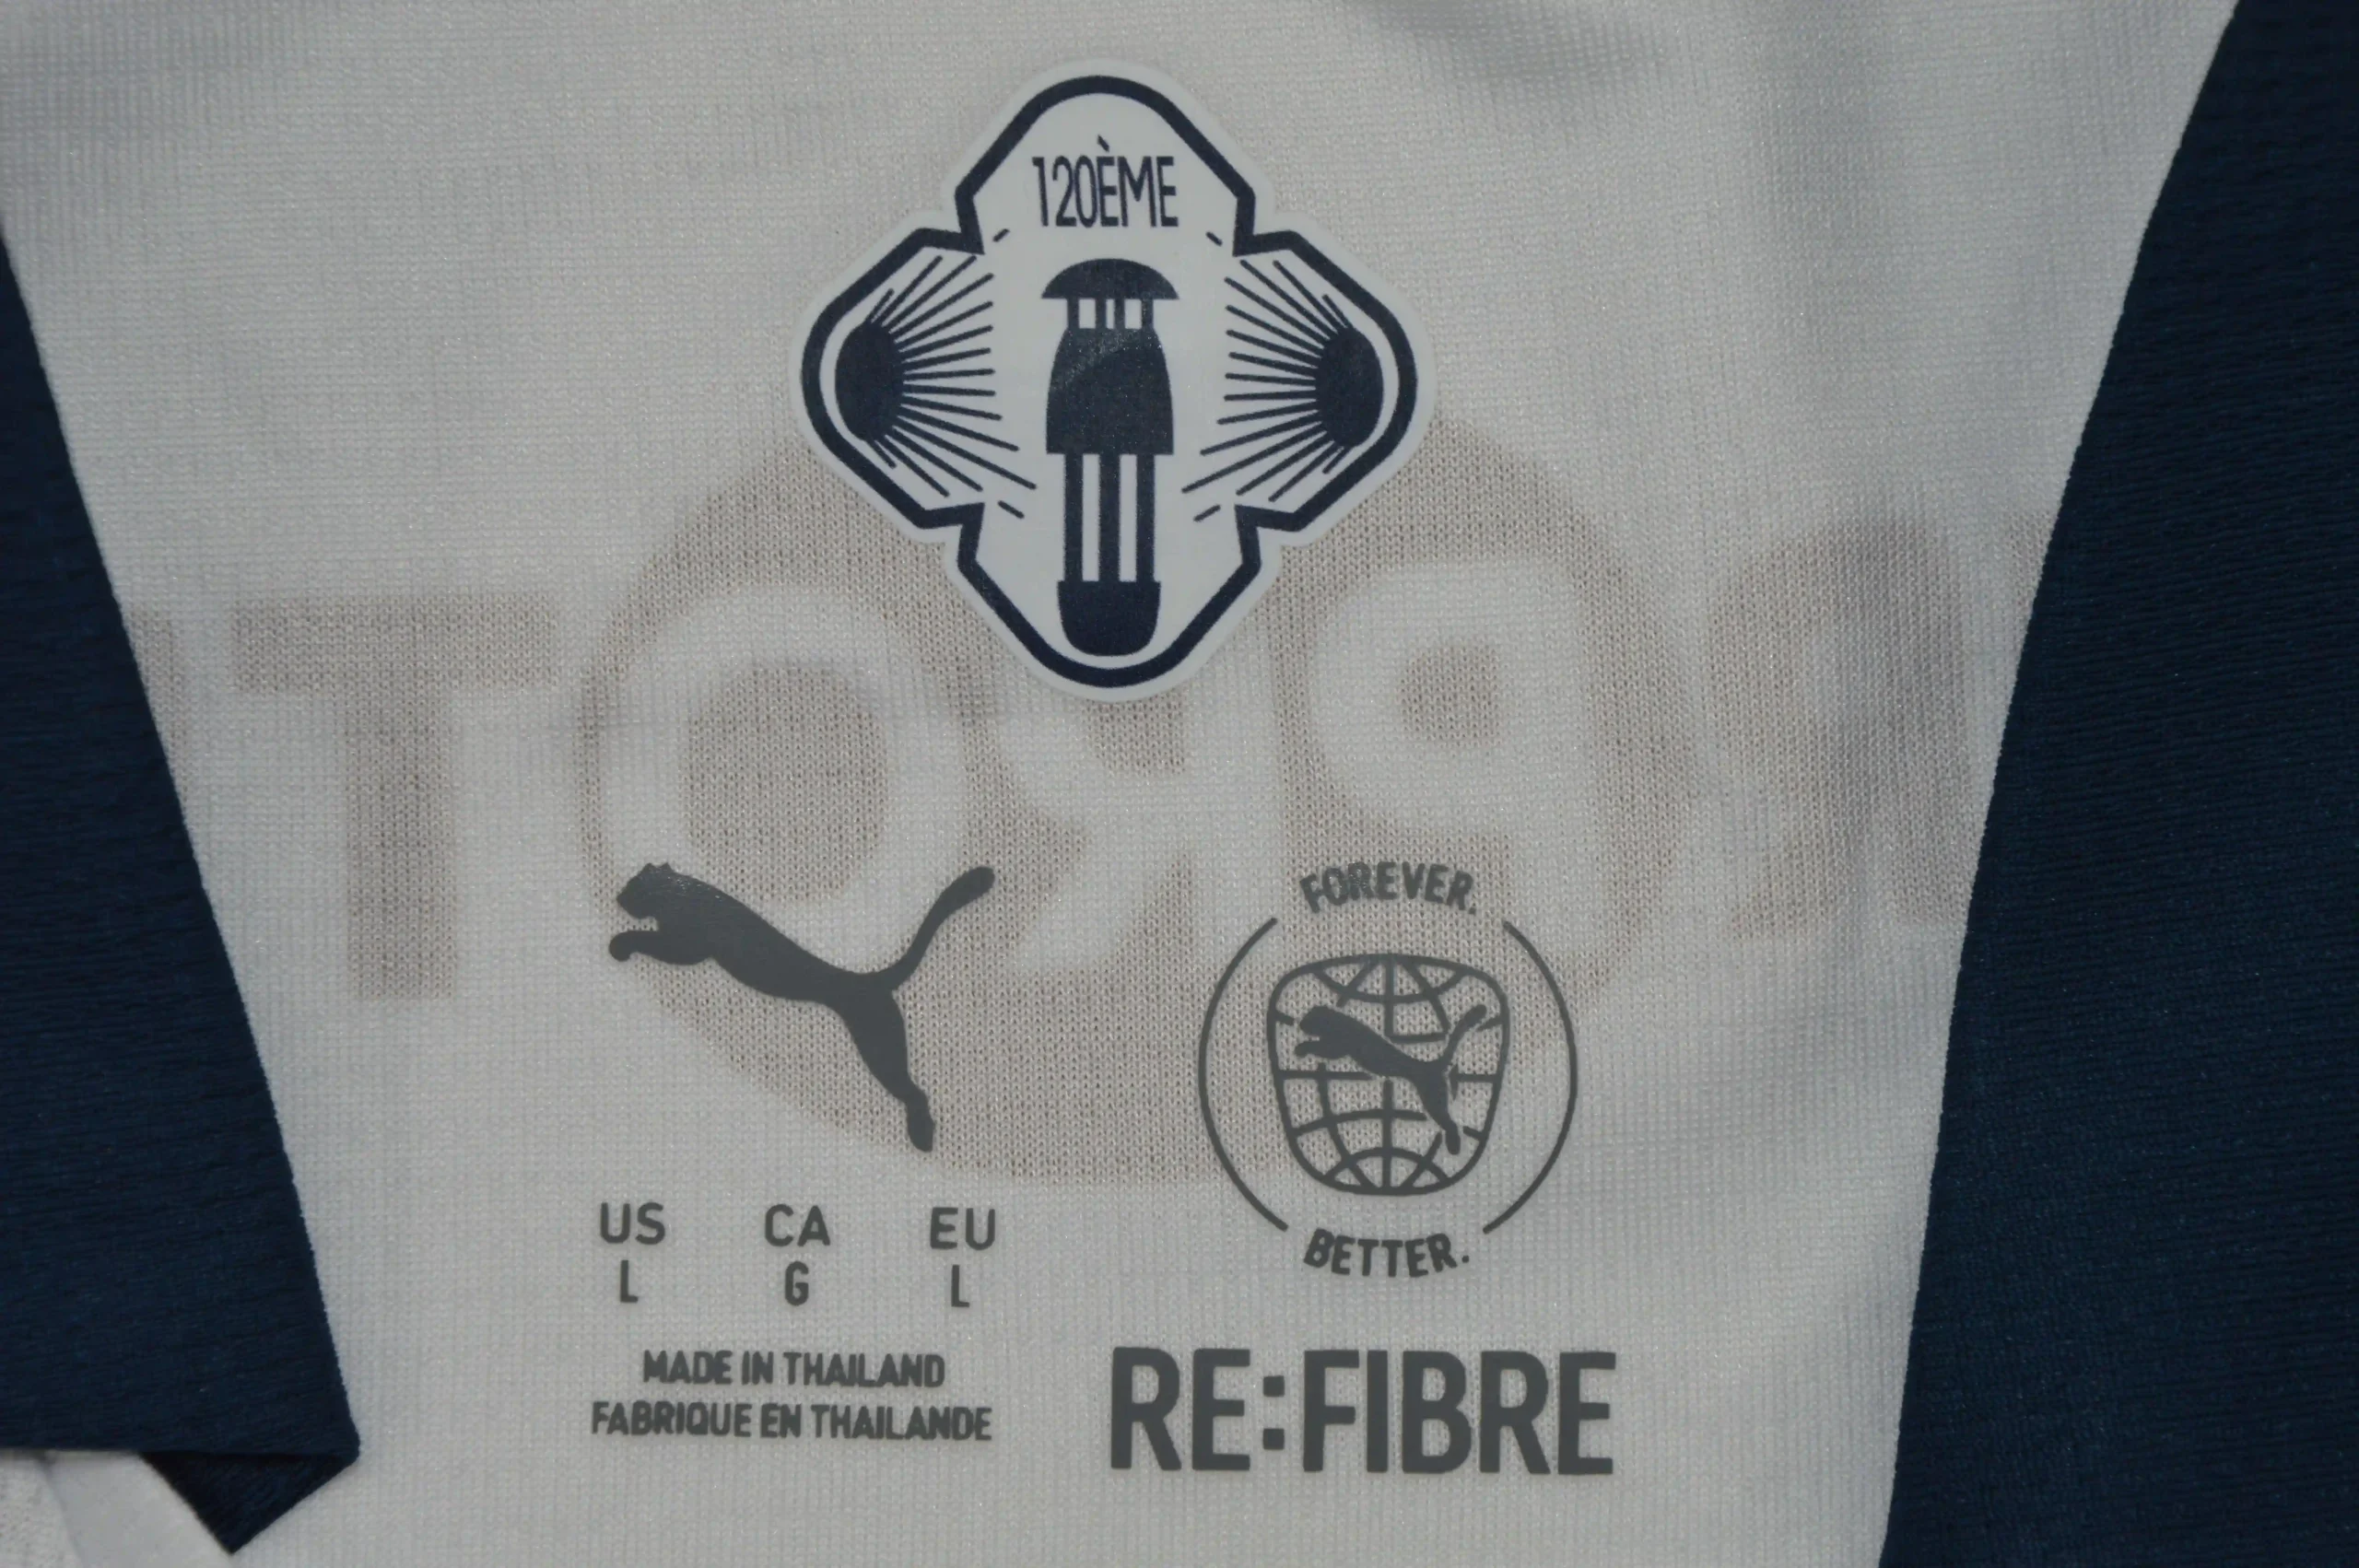 120ÈME
FOREVER.
BETTER.
US CA EU
L G L
MADE IN THAILAND
FABRIQUE EN THAILANDE
RE:FIBRE